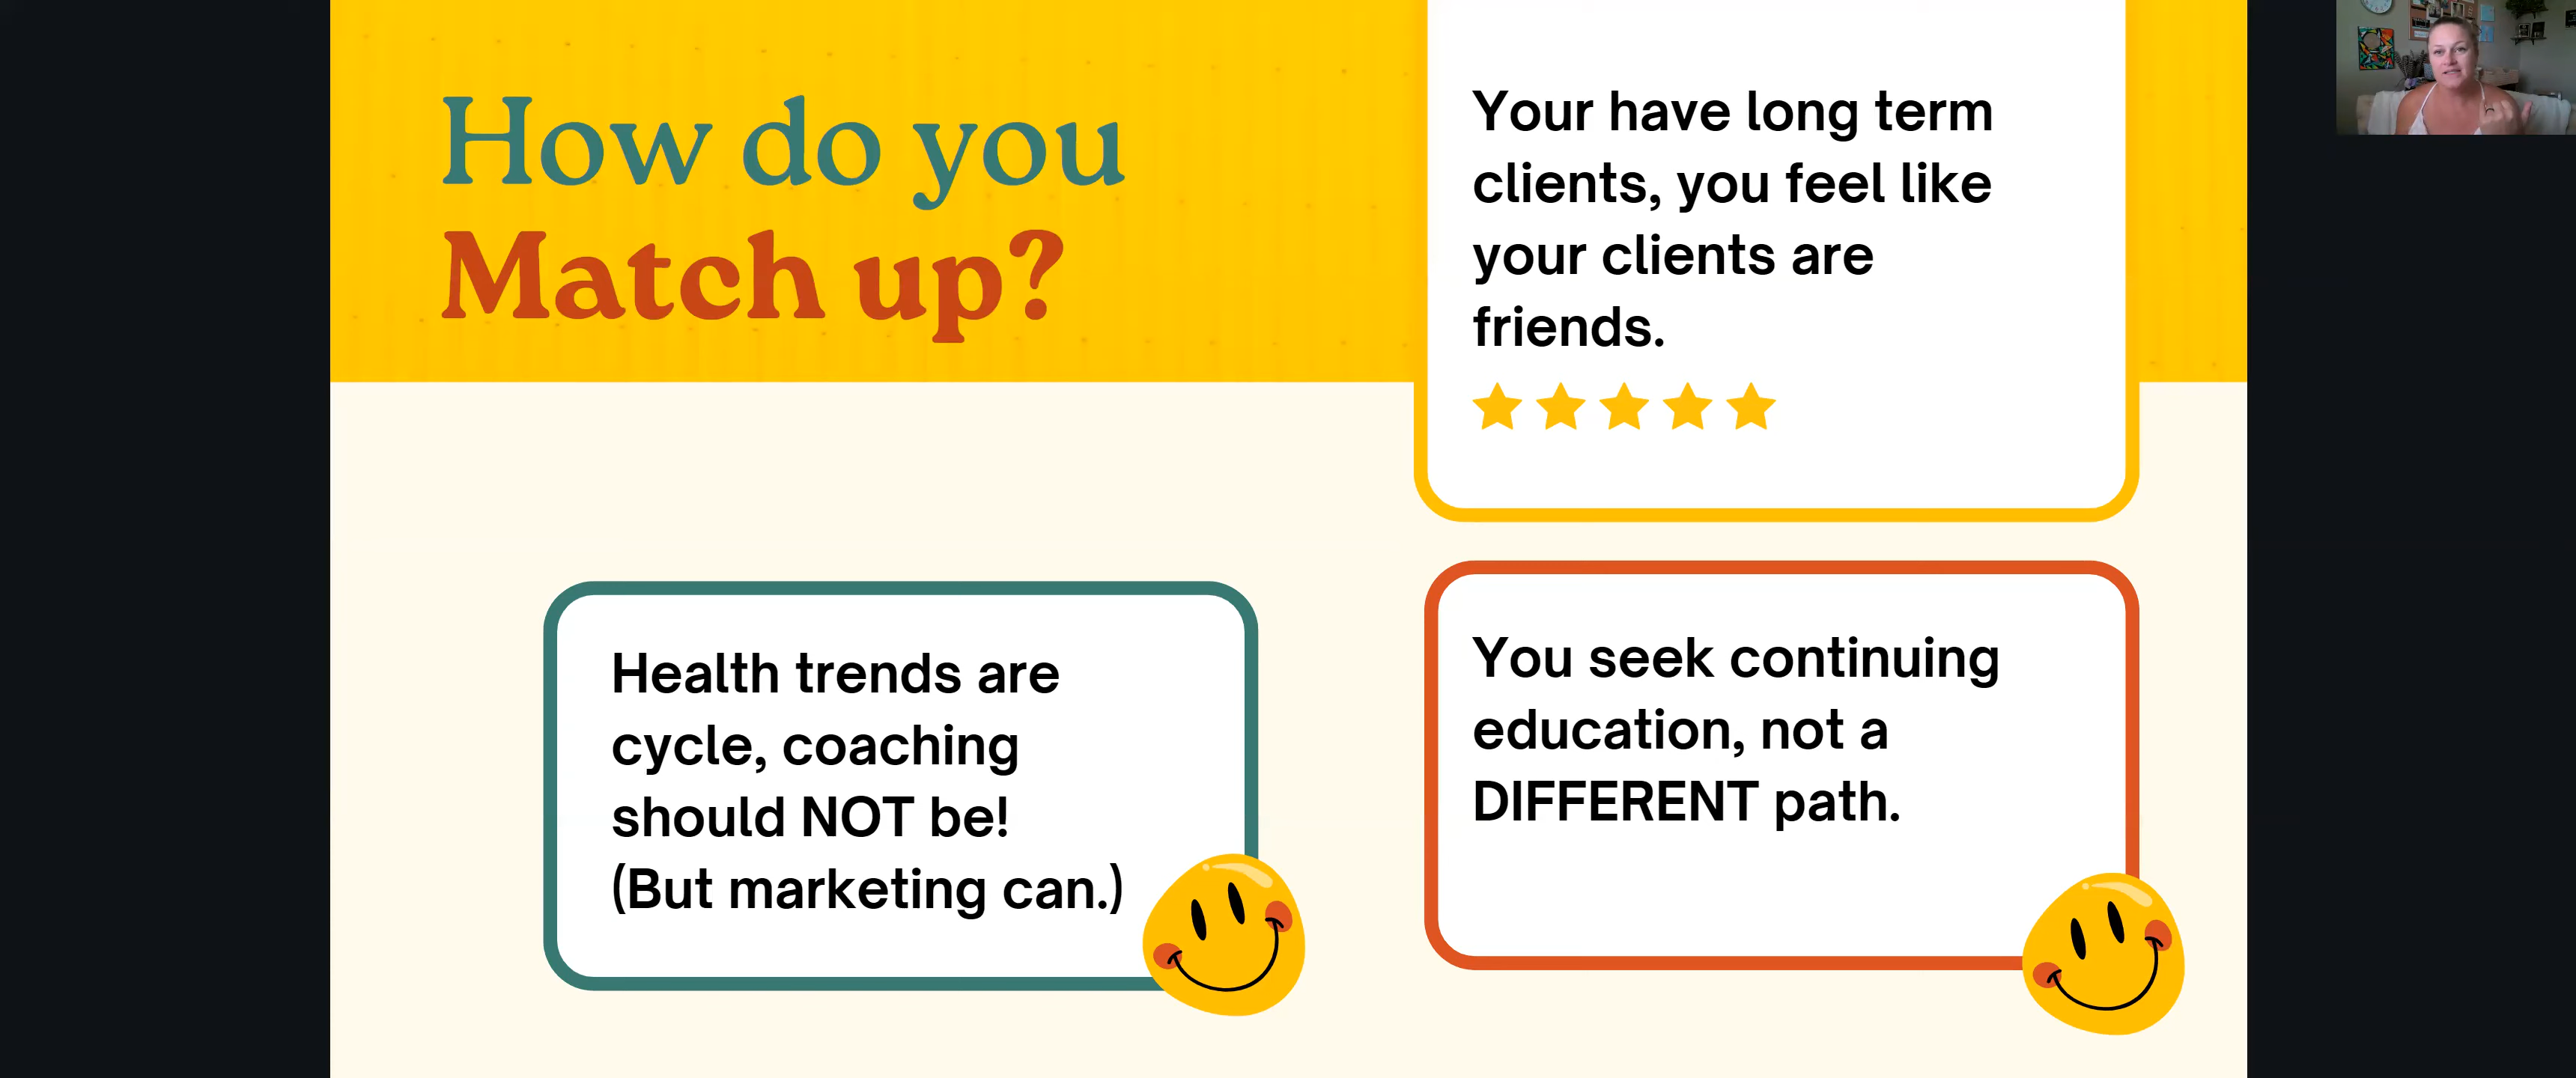 How do you
Match up?
Your have long term
clients, you feel like
your clients are
friends.
Health trends are
cycle, coaching
should NOT be!
(But marketing can.)
You seek continuing
education, not a
DIFFERENT path.